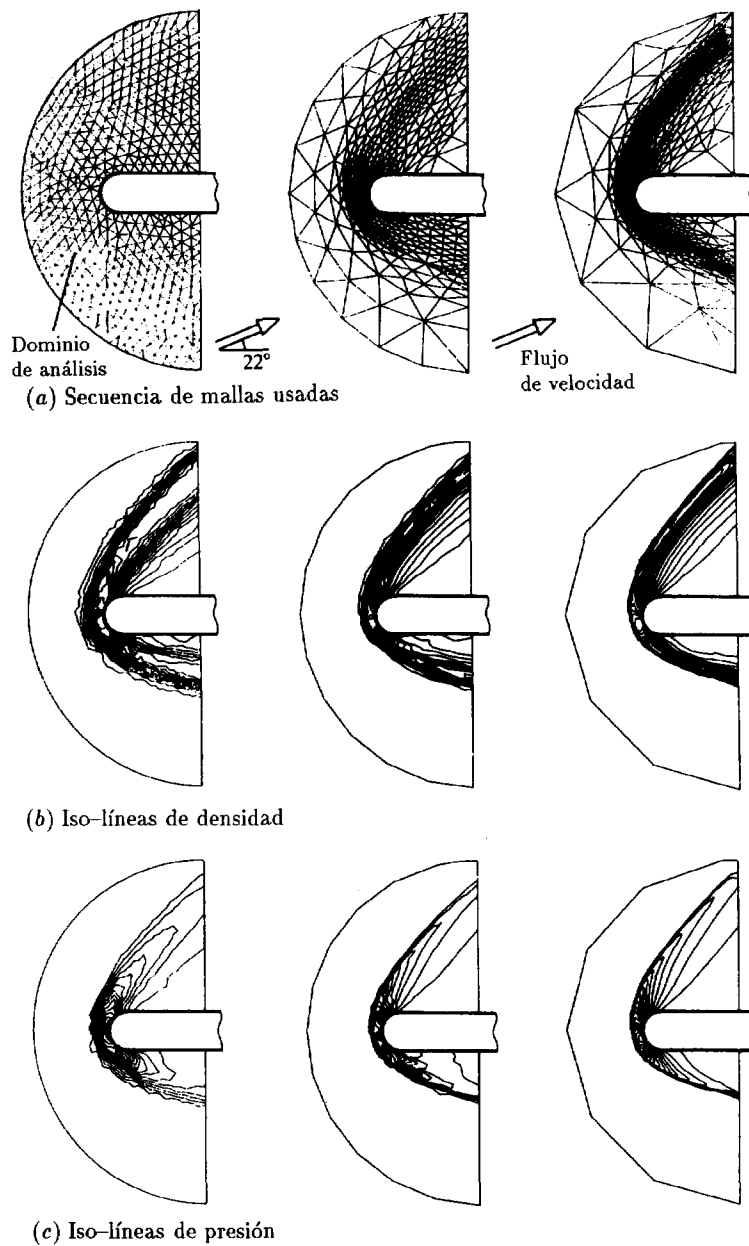 Dominio
de análisis
22°
Flujo
de velocidad
(a) Secuencia de mallas usadas
(b) Iso–líneas de densidad
(c) Iso–líneas de presión